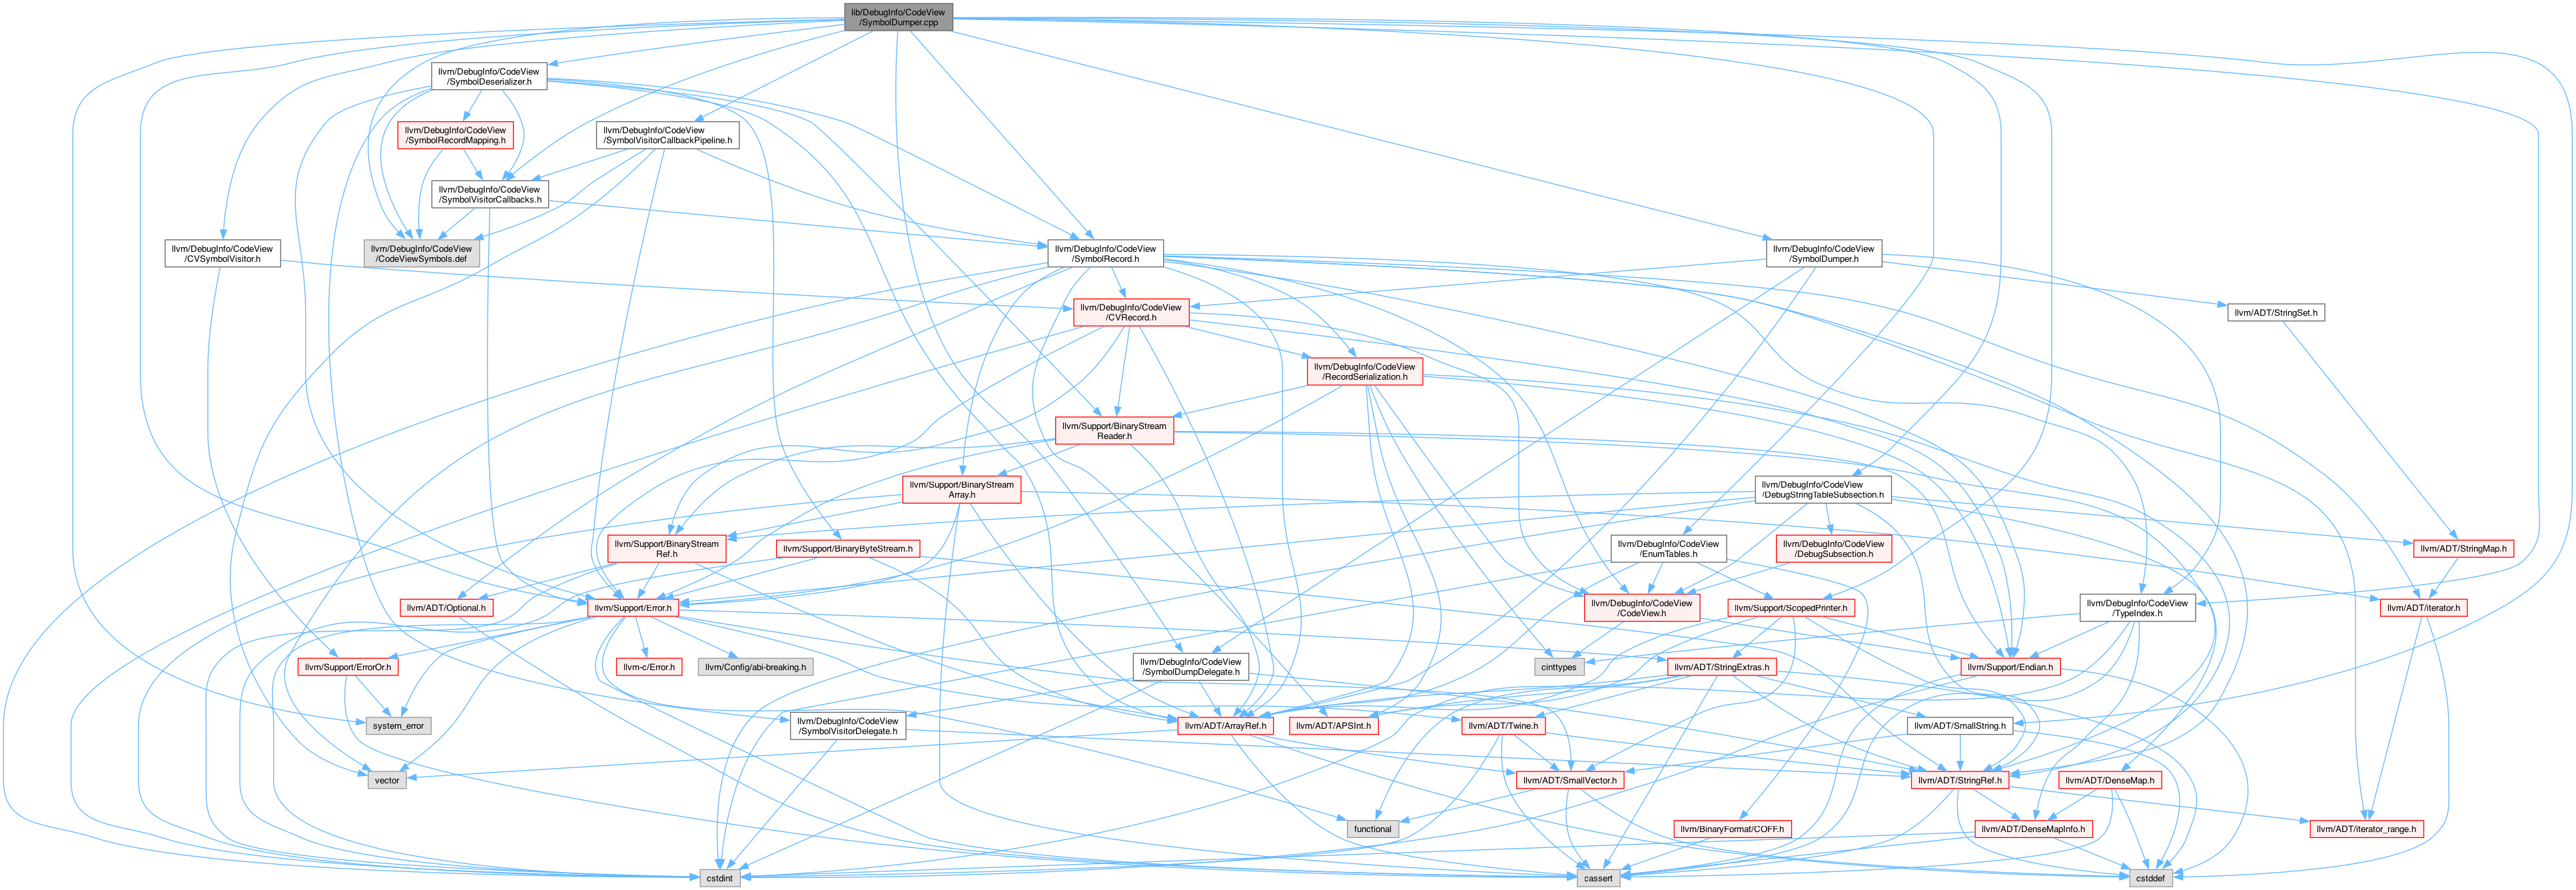 lib/DebugInfo/CodeView
/SymbolDumper.cpp
llvm/DebugInfo/CodeView
/SymbolDeserializer.h
llvm/DebugInfo/CodeView
/SymbolRecordMapping.h
llvm/DebugInfo/CodeView
/SymbolVisitorCallbackPipeline.h
llvm/DebugInfo/CodeView
/SymbolVisitorCallbacks.h
llvm/DebugInfo/CodeView
/CVSymbolVisitor.h
llvm/DebugInfo/CodeView
/CodeViewSymbols.def
llvm/DebugInfo/CodeView
/SymbolRecord.h
llvm/DebugInfo/CodeView
/SymbolDumper.h
llvm/DebugInfo/CodeView
/CVRecord.h
llvm/ADT/StringSet.h
llvm/DebugInfo/CodeView
/RecordSerialization.h
llvm/Support/BinaryStream
Reader.h
llvm/Support/BinaryStream
Array.h
llvm/DebugInfo/CodeView
/DebugStringTableSubsection.h
llvm/Support/BinaryStream
Ref.h
llvm/Support/BinaryByteStream.h
llvm/DebugInfo/CodeView
/EnumTables.h
llvm/DebugInfo/CodeView
/DebugSubsection.h
llvm/ADT/StringMap.h
llvm/ADT/Optional.h
llvm/Support/Error.h
llvm/DebugInfo/CodeView
/CodeView.h
llvm/Support/ScopedPrinter.h
llvm/DebugInfo/CodeView
/TypeIndex.h
llvm/ADT/iterator.h
llvm/Support/ErrorOr.h
llvm-c/Error.h
llvm/Config/abi-breaking.h
llvm/DebugInfo/CodeView
/SymbolDumpDelegate.h
cinttypes
llvm/ADT/StringExtras.h
llvm/Support/Endian.h
system_error
llvm/DebugInfo/CodeView
/SymbolVisitorDelegate.h
llvm/ADT/ArrayRef.h
llvm/ADT/APSInt.h
llvm/ADT/Twine.h
llvm/ADT/SmallString.h
vector
llvm/ADT/SmallVector.h
llvm/ADT/StringRef.h
llvm/ADT/DenseMap.h
functional
llvm/BinaryFormat/COFF.h
llvm/ADT/DenseMapInfo.h
llvm/ADT/iterator_range.h
cstdint
cassert
cstddef